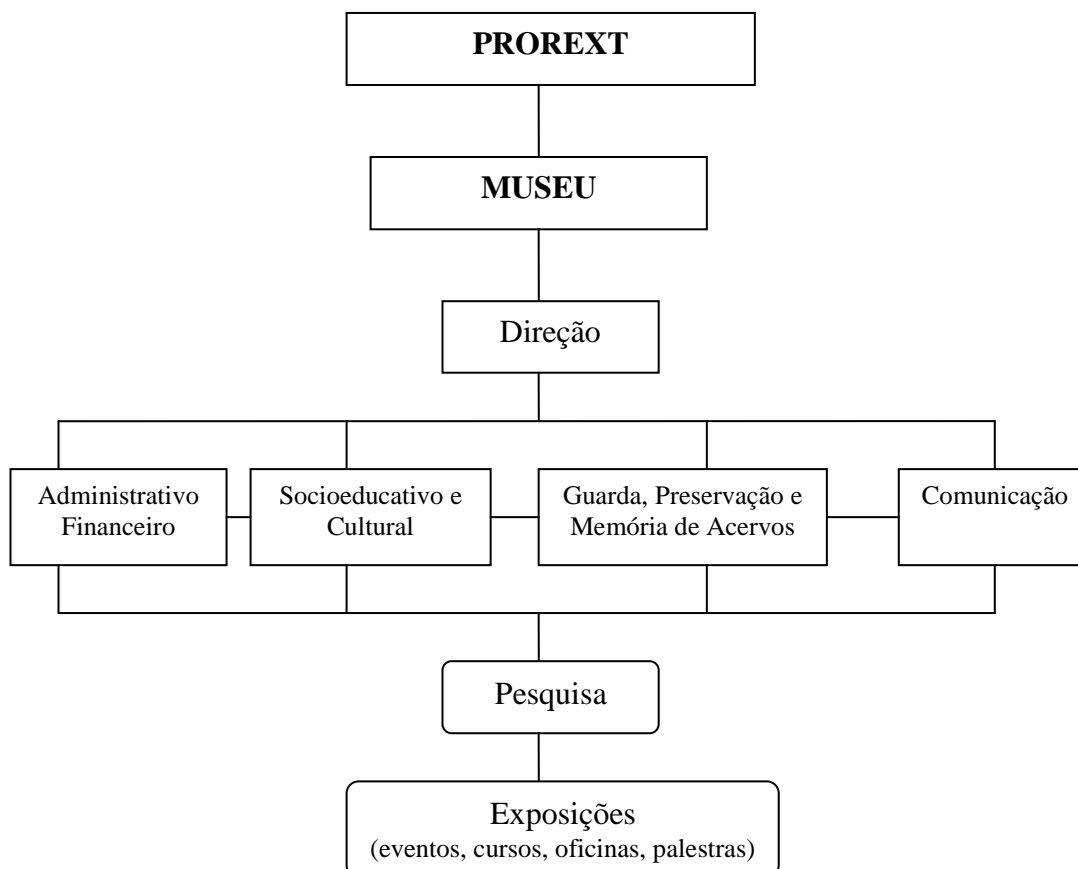 PROREXT
MUSEU
Direção
Administrativo
Financeiro
Socioeducativo e
Cultural
Guarda, Preservação e
Memória de Acervos
Comunicação
Pesquisa
Exposições
(eventos, cursos, oficinas, palestras)